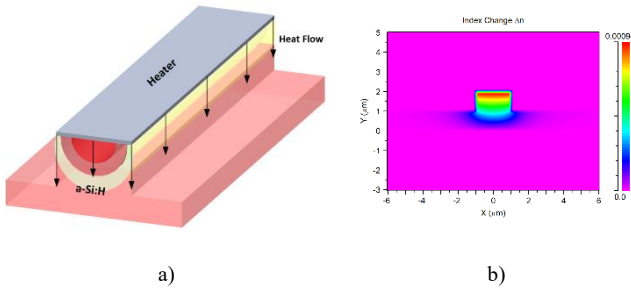 Heater
Heat Flow
a-Si:H
a)
Index Change Δn
0.0009
0.0
Y (μm)
5
4
3
2
1
0
-1
-2
-3
-6
-4
-2
0
2
4
6
X (μm)
b)